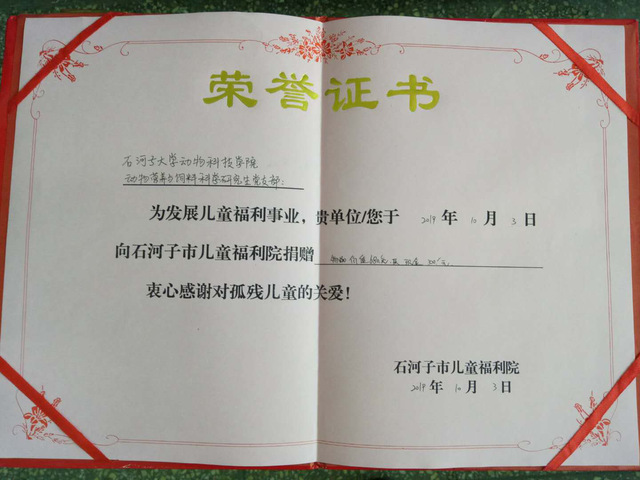 荣誉证书
石河子大学动物科技学院
动物营养与饲料科学研究生党支部：
为发展儿童福利事业，贵单位/您于 2019 年 10 月 3 日
向石河子市儿童福利院捐赠 物品价值
衷心感谢对孤残儿童的关爱！
石河子市儿童福利院
2019 年 10 月 3 日